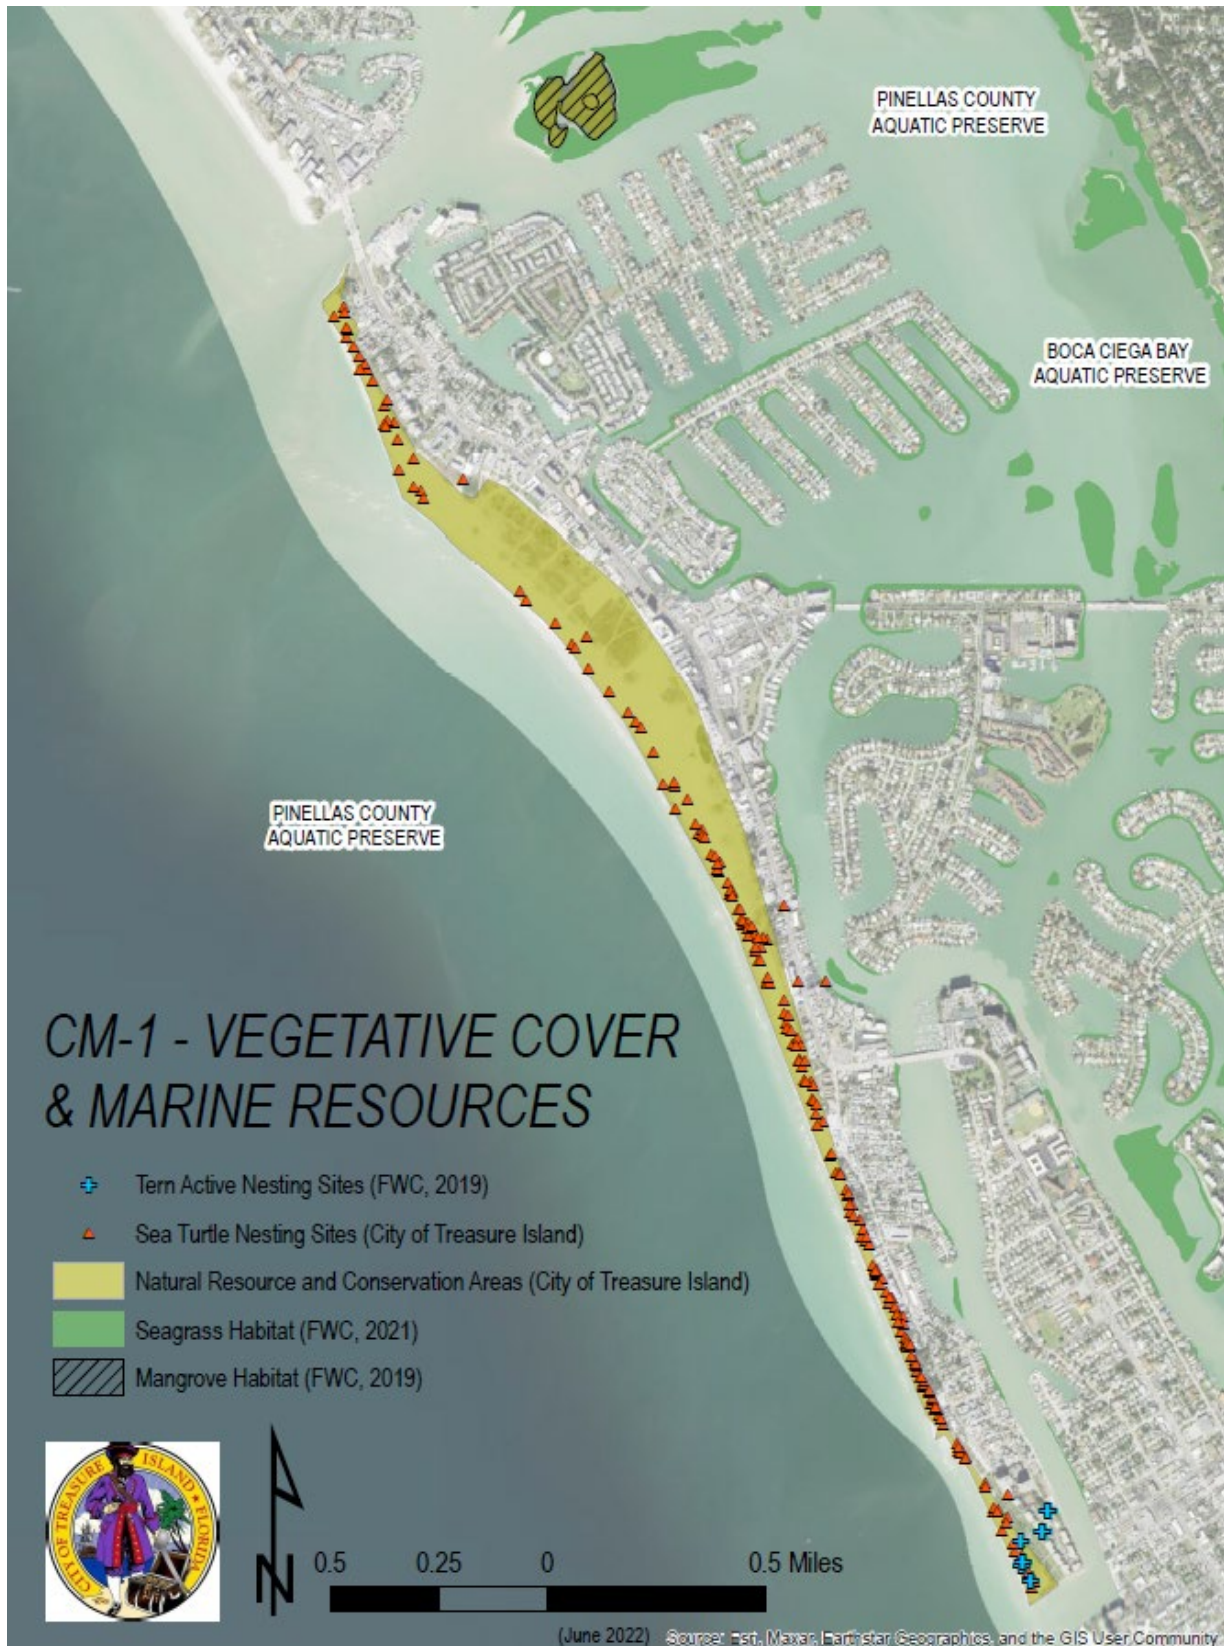 PINELLAS COUNTY
AQUATIC PRESERVE
BOCA CIEGA BAY
AQUATIC PRESERVE
PINELLAS COUNTY
AQUATIC PRESERVE
CM-1 - VEGETATIVE COVER
& MARINE RESOURCES
Tern Active Nesting Sites (FWC, 2019)
Sea Turtle Nesting Sites (City of Treasure Island)
Natural Resource and Conservation Areas (City of Treasure Island)
Seagrass Habitat (FWC, 2021)
Mangrove Habitat (FWC, 2019)
CITY OF TREASURE ISLAND FLORIDA
N
0.5 0.25 0 0.5 Miles
(June 2022) Source: Esri, Maxar, Earthstar Geographics, and the GIS User Community